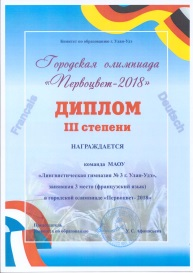 Комитет по образованию г. Улан-Удэ
Городская олимпиада
«Первоцвет-2018»
ДИПЛОМ
III степени
НАГРАЖДАЕТСЯ
команда МАОУ
«Лингвистическая гимназия № 3 г. Улан-Удэ»,
занявшая 3 место (французский язык)
в городской олимпиаде «Первоцвет- 2018»
Français
Deutsch